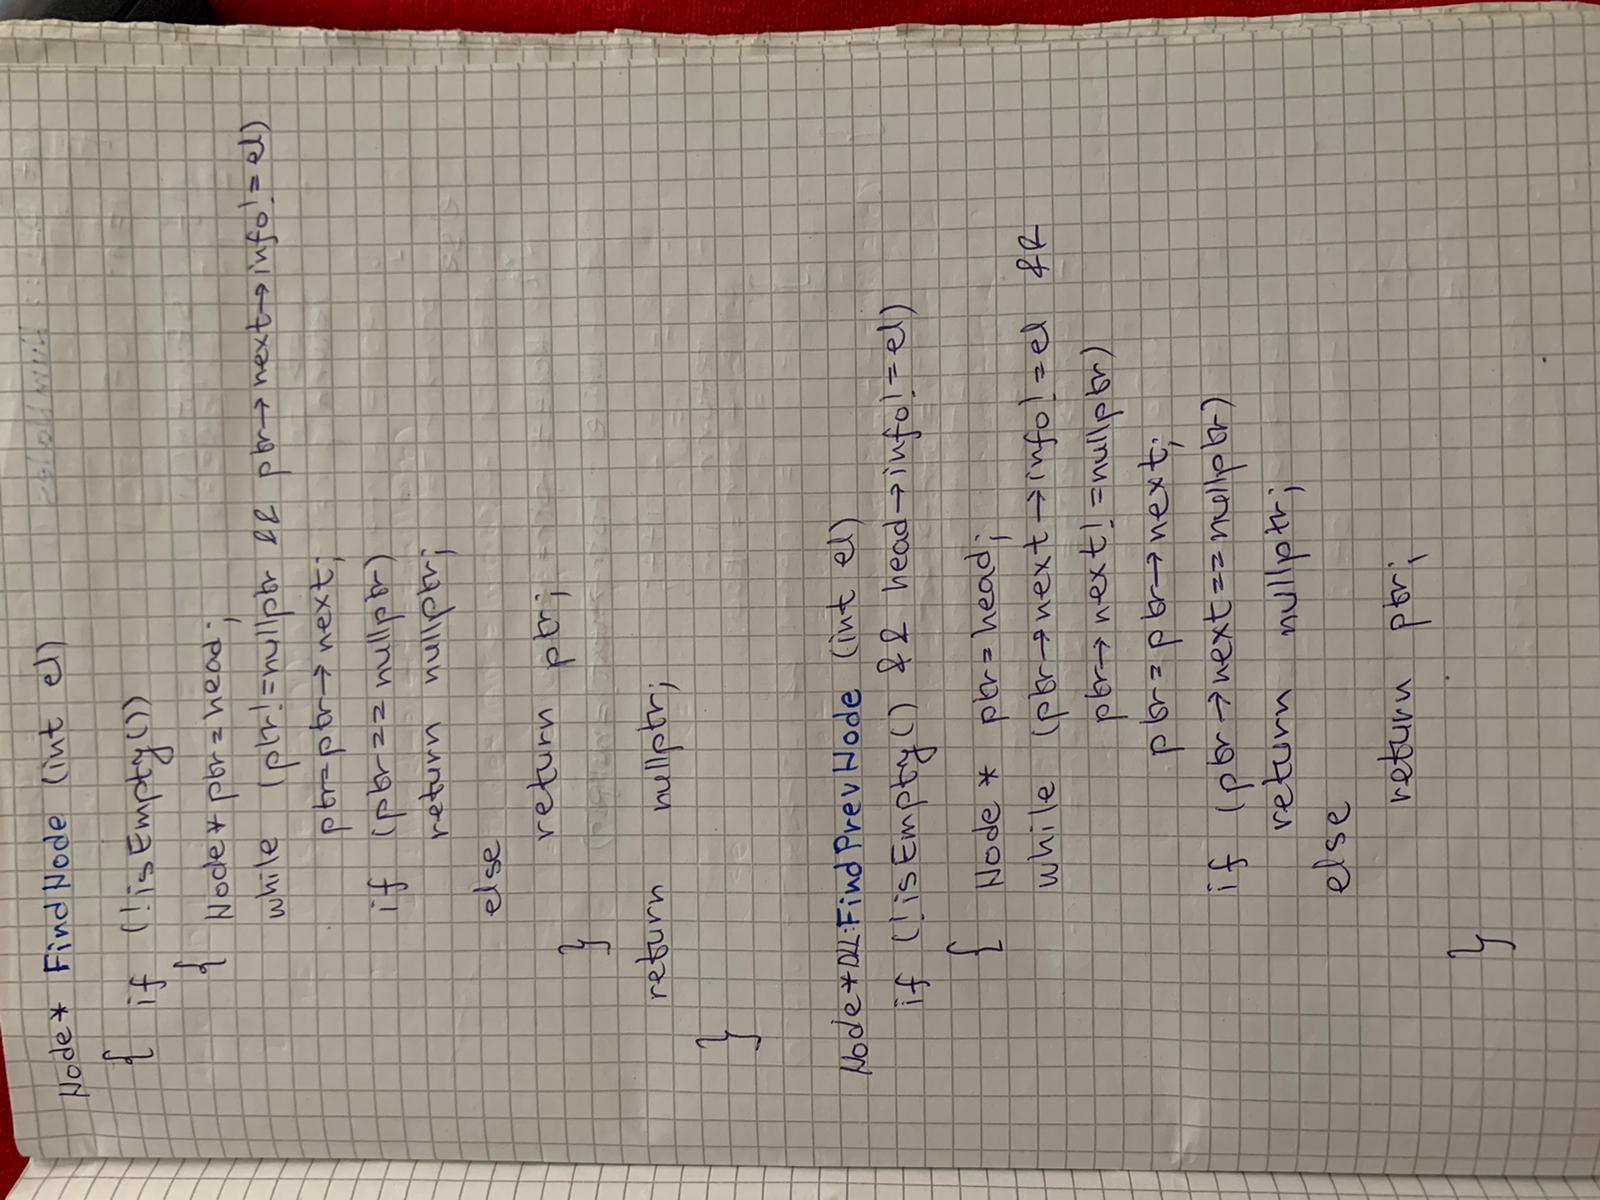 Node* FindNode (int el)
{ if (!isEmpty())
{ Node* ptr = head;
while (ptr!=nullptr && ptr→next→info!=el)
ptr=ptr→next;
if (ptr==nullptr)
return nullptr;
else
return ptr;
}
return nullptr;
}
Node*DLL:FindPrevNode (int el)
if (!isEmpty() && head→info!=el)
{ Node * ptr=head;
while (ptr→next→info!=el &&
ptr→next!=nullptr)
ptr=ptr→next;
if (ptr→next==nullptr)
return nullptr;
else
return ptr;
}